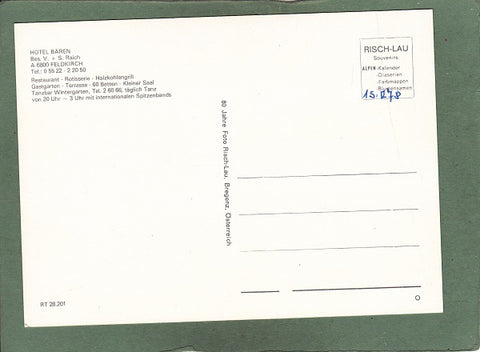 HOTEL BÄREN
Bes. V. + S. Raich
A 6800 FELDKIRCH
Tel.: 0 55 22 - 2 20 50
Restaurant - Rotisserie - Holzkohlengrill
Gastgarten - Terrasse - 60 Betten - Kleiner Saal
Tanzbar Wintergarten, Tel. 2 60 66, täglich Tanz
von 20 Uhr – 3 Uhr mit internationalen Spitzenbands
RISCH-LAU
Souvenirs
ALPEN-Kalender
-Diaserien
-Farbmappen
-Blumensamen
80 Jahre Foto Risch-Lau, Bregenz, Österreich
RT 28.201
O